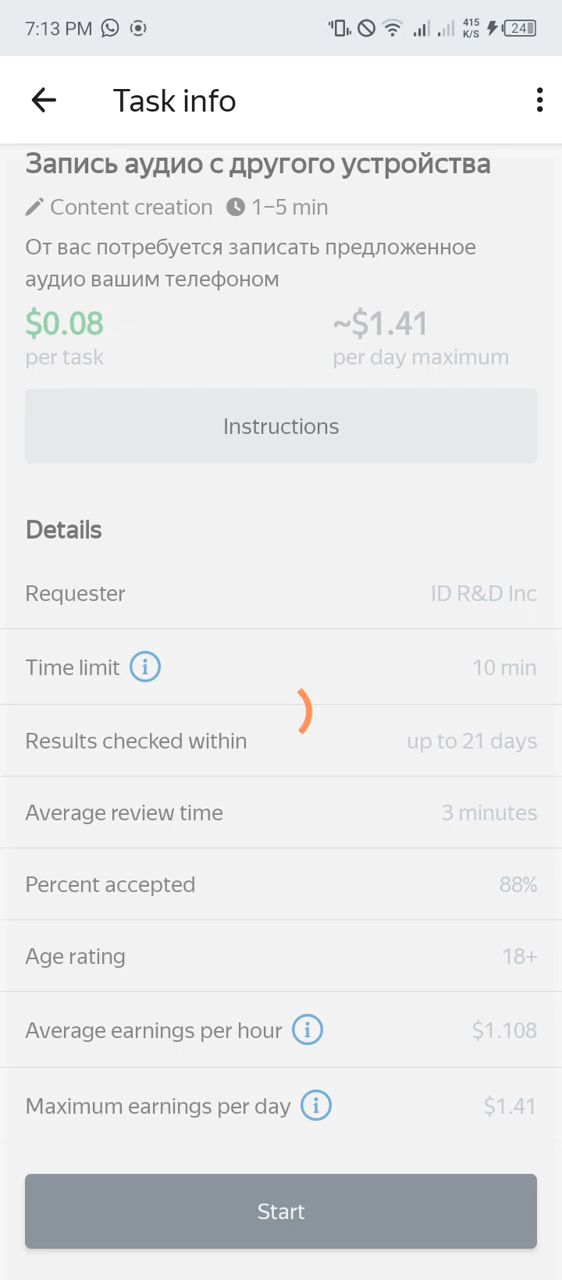 7:13 PM
415
K/S
24
Task info
Запись аудио с другого устройства
Content creation 1–5 min
От вас потребуется записать предложенное
аудио вашим телефоном
$0.08 ~$1.41
per task per day maximum
Instructions
Details
Requester ID R&D Inc
Time limit 10 min
Results checked within up to 21 days
Average review time 3 minutes
Percent accepted 88%
Age rating 18+
Average earnings per hour $1.108
Maximum earnings per day $1.41
Start